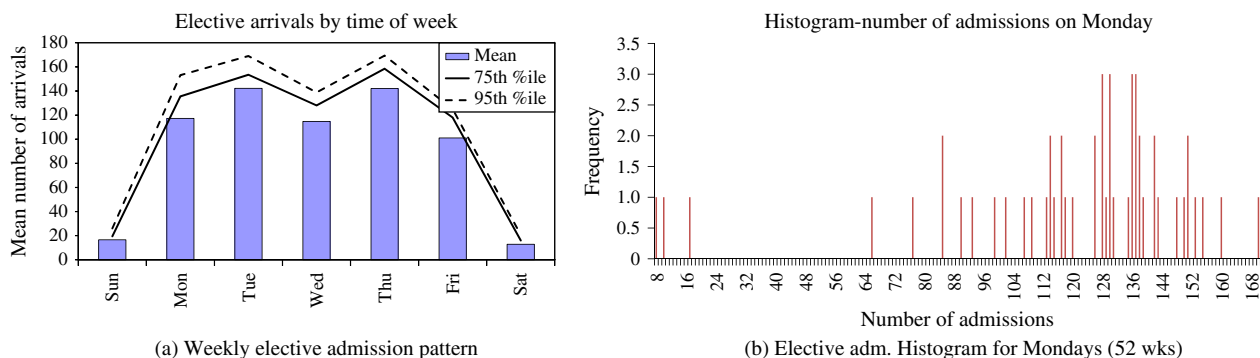 Elective arrivals by time of week
Mean number of arrivals
180
160
140
120
100
80
60
40
20
0
Mean
75th %ile
95th %ile
Sun
Mon
Tue
Wed
Thu
Fri
Sat
(a) Weekly elective admission pattern
Histogram-number of admissions on Monday
Frequency
3.5
3.0
2.5
2.0
1.5
1.0
0.5
0
8
16
24
32
40
48
56
64
72
80
88
96
104
112
120
128
136
144
152
160
168
Number of admissions
(b) Elective adm. Histogram for Mondays (52 wks)